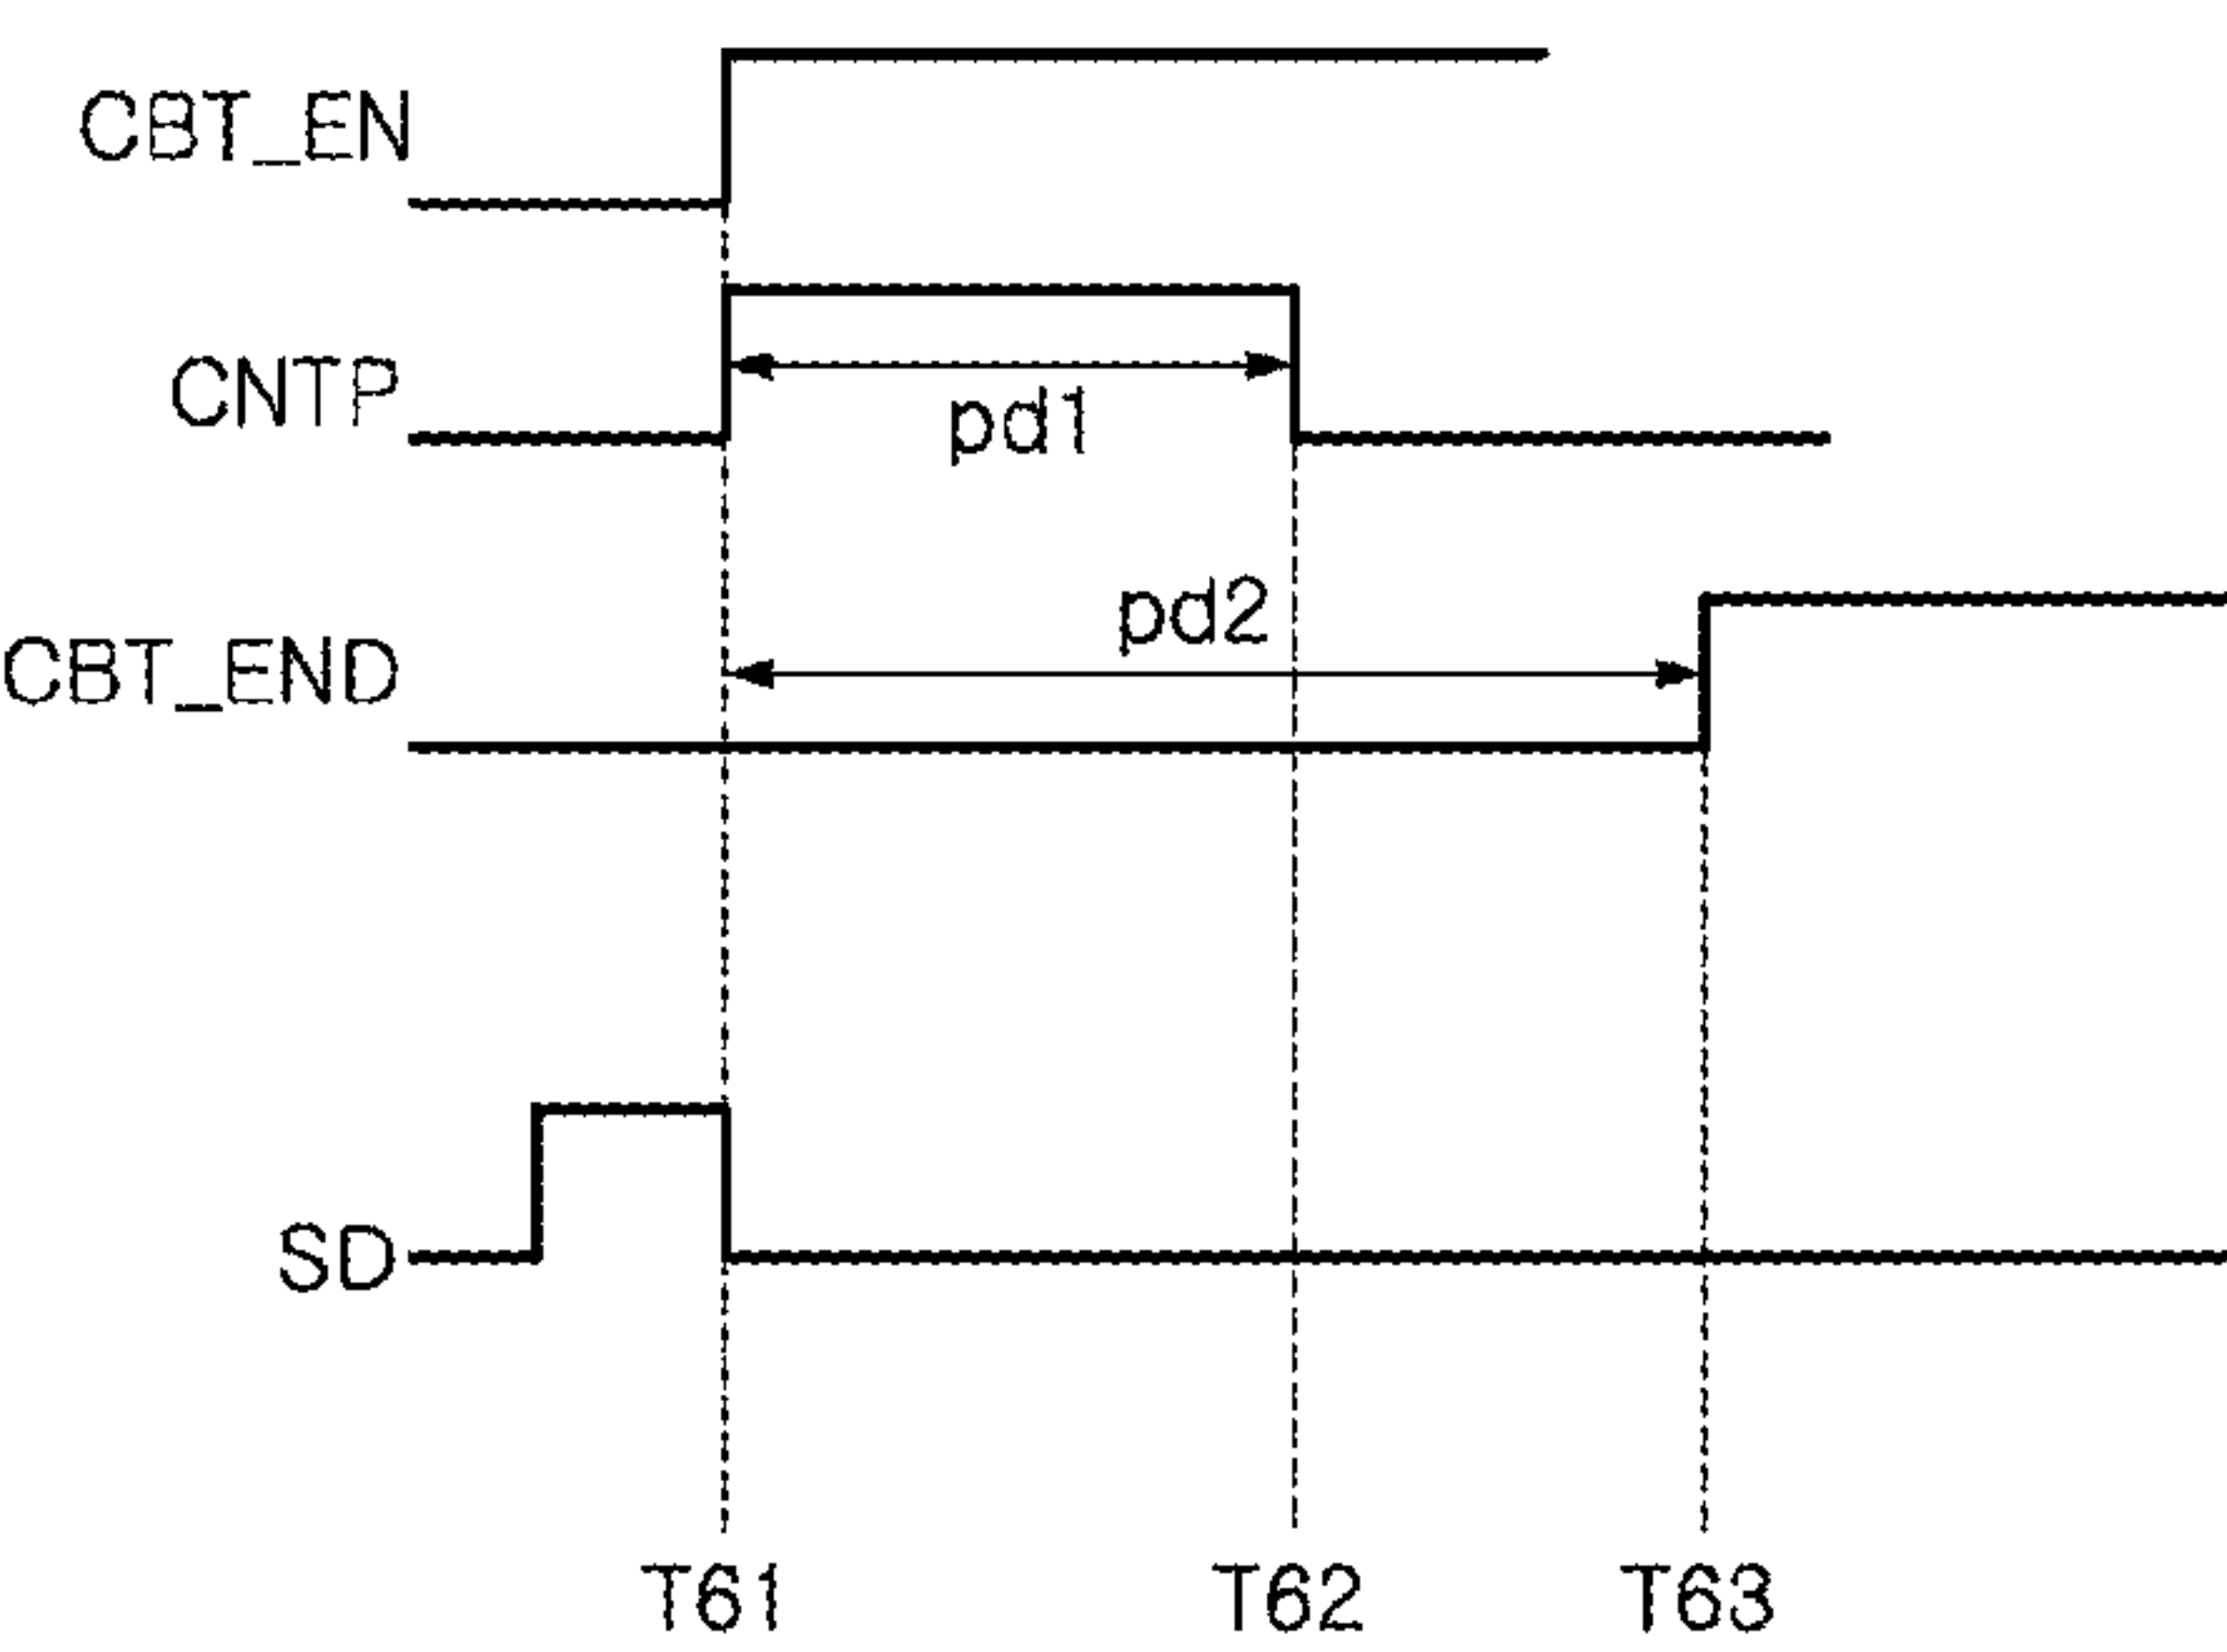 CBT_EN
CNTP
pd1
pd2
CBT_END
SD
T61 T62 T63